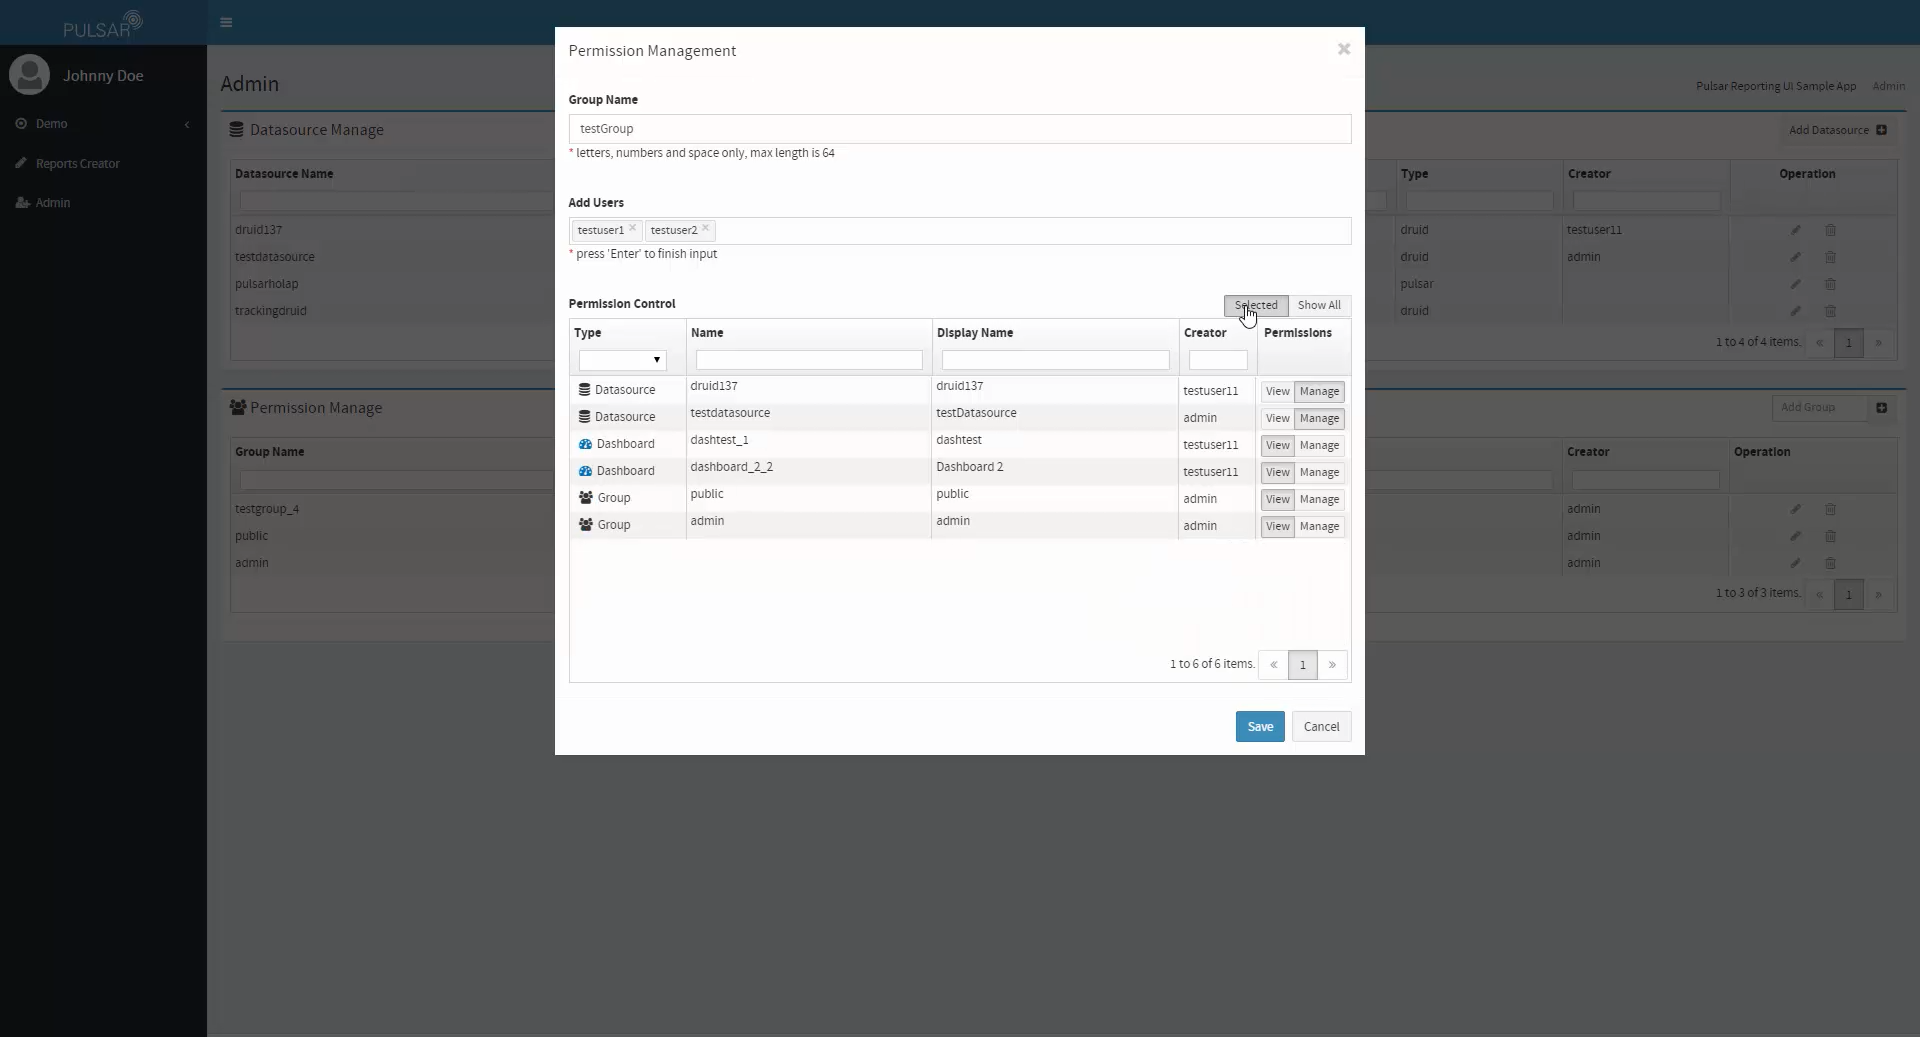 PULSAR
Johnny Doe
Demo
Reports Creator
Admin
Admin
Pulsar Reporting UI Sample App Admin
Datasource Manage
Add Datasource
Datasource Name
Type
Creator
Operation
druid137
druid
testuser11
testdatasource
druid
admin
pulsarholap
pulsar
trackingdruid
druid
1 to 4 of 4 items. « 1 »
Permission Manage
Add Group
Group Name
Creator
Operation
testgroup_4
admin
public
admin
admin
admin
1 to 3 of 3 items. « 1 »
Permission Management
×
Group Name
testGroup
* letters, numbers and space only, max length is 64
Add Users
testuser1 × testuser2 ×
* press 'Enter' to finish input
Permission Control
Selected Show All
Type Name Display Name Creator Permissions
Datasource druid137 druid137 testuser11 View Manage
Datasource testdatasource testDatasource admin View Manage
Dashboard dashtest_1 dashtest testuser11 View Manage
Dashboard dashboard_2_2 Dashboard 2 testuser11 View Manage
Group public public admin View Manage
Group admin admin admin View Manage
1 to 6 of 6 items. « 1 »
Save Cancel